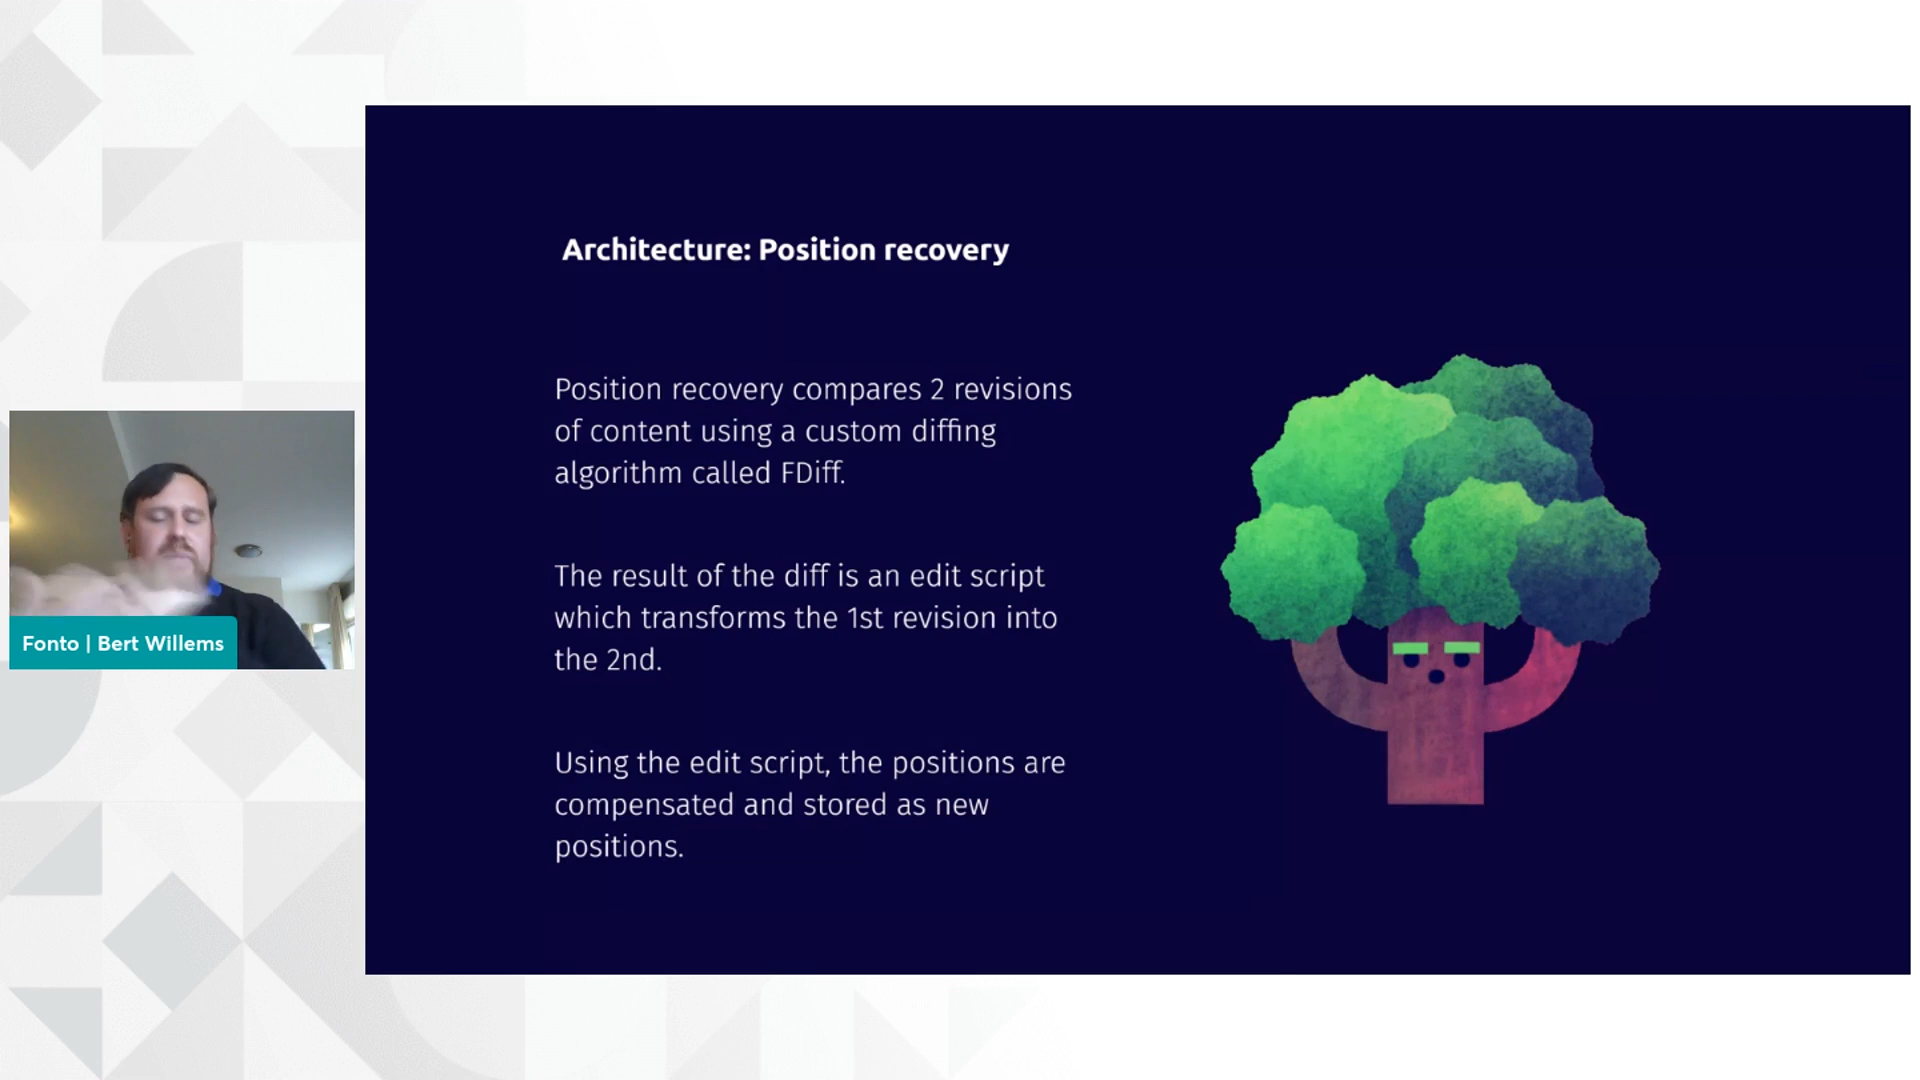 Architecture: Position recovery
Position recovery compares 2 revisions
of content using a custom diffing
algorithm called FDiff.
The result of the diff is an edit script
which transforms the 1st revision into
the 2nd.
Using the edit script, the positions are
compensated and stored as new
positions.
Fonto | Bert Willems